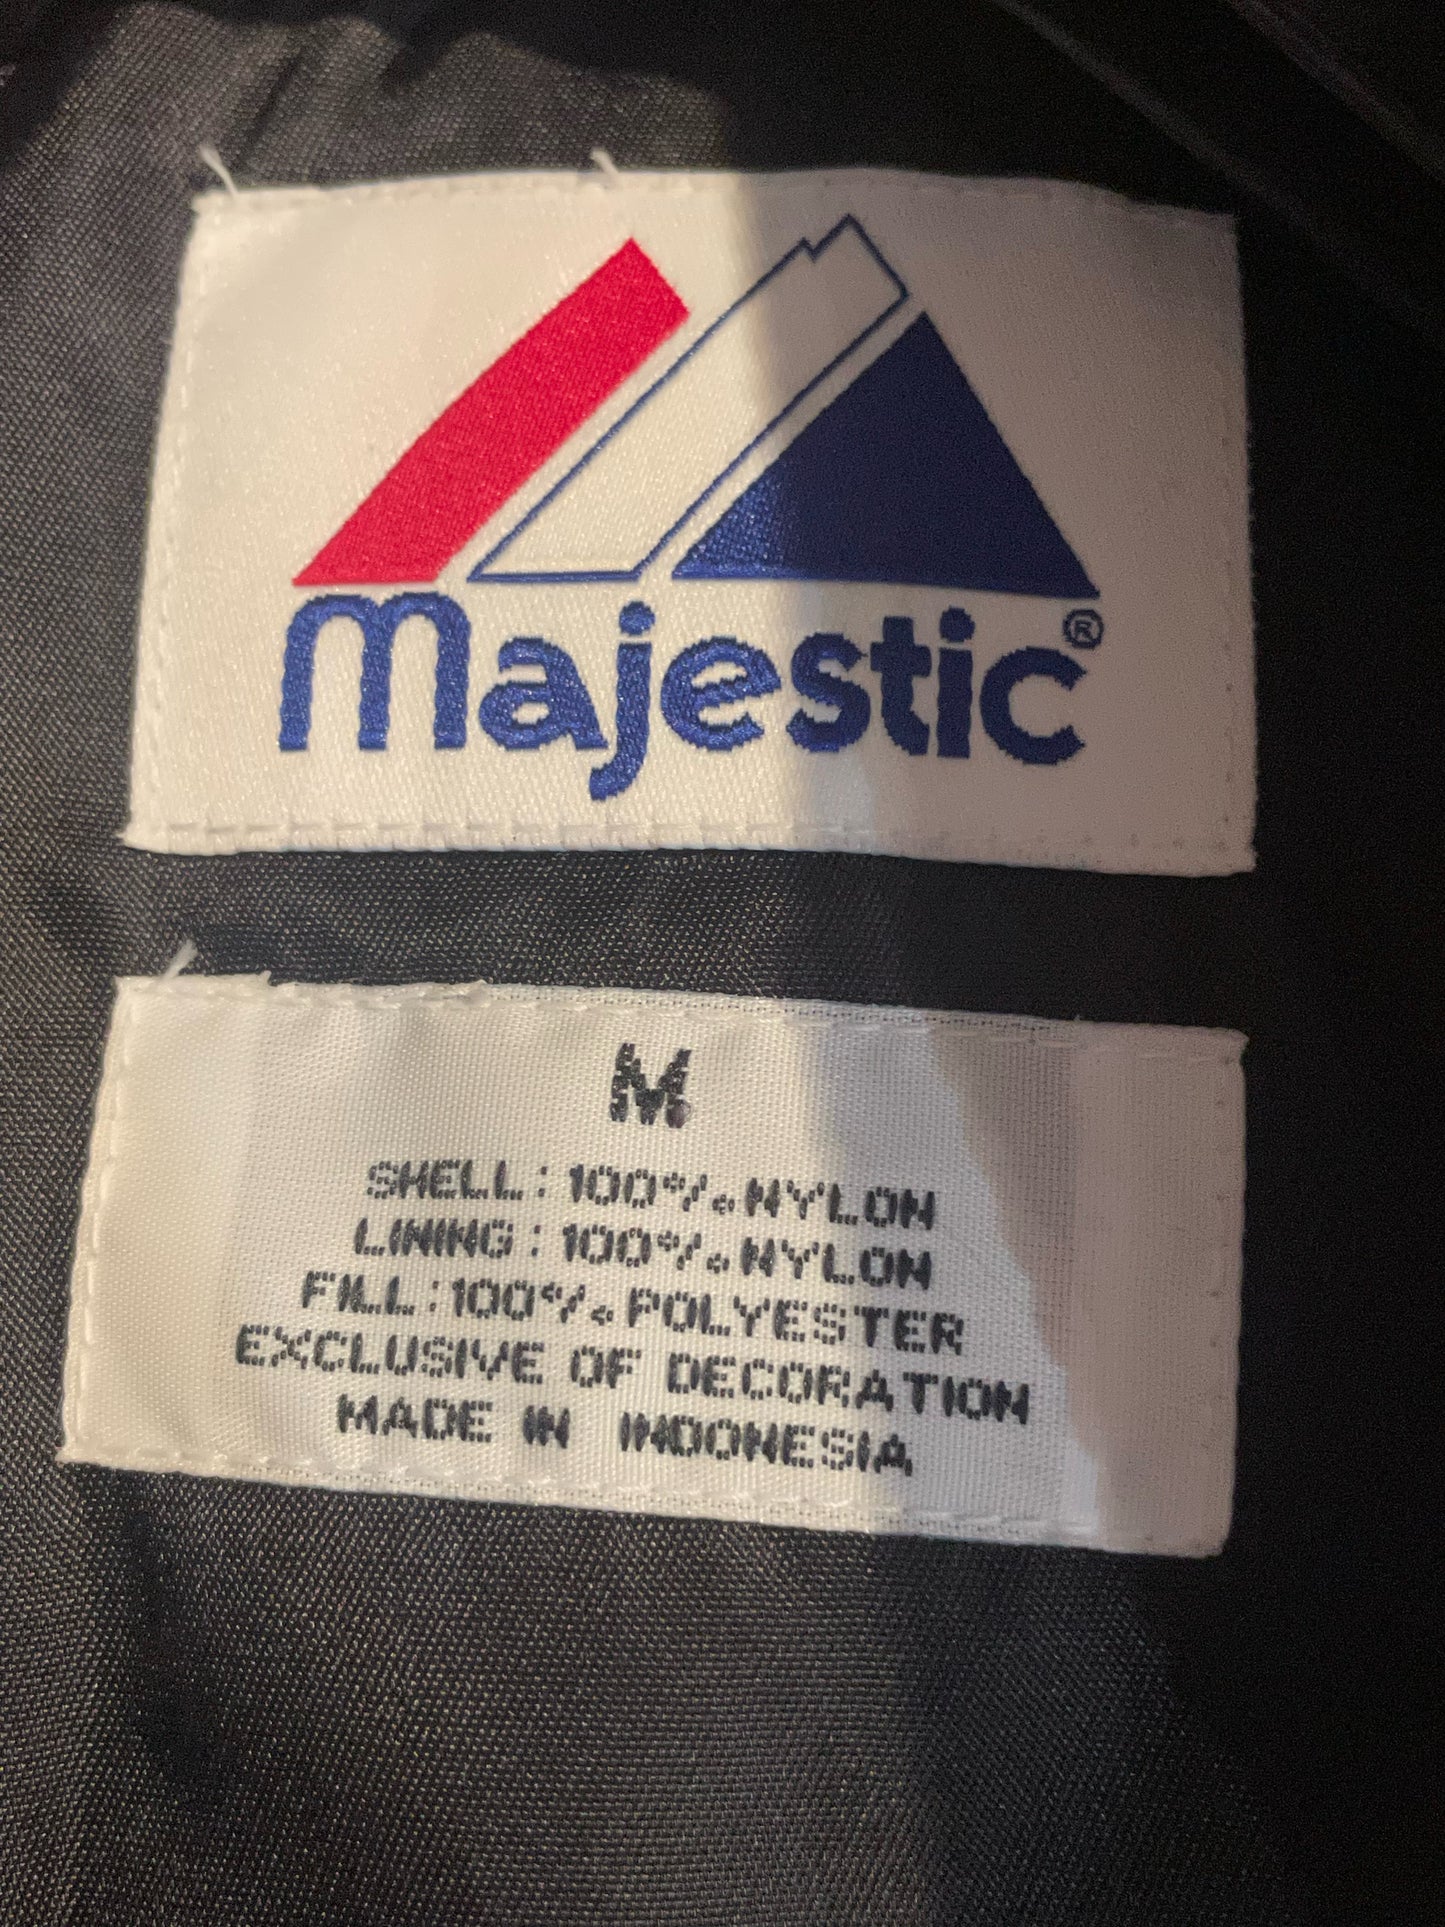 majestic®
M
SHELL : 100% NYLON
LINING : 100% NYLON
FILL : 100% POLYESTER
EXCLUSIVE OF DECORATION
MADE IN INDONESIA